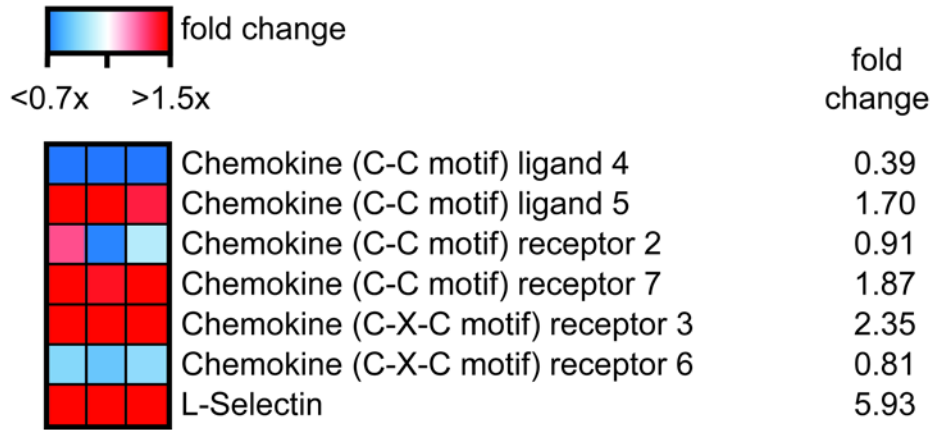 fold change
<0.7x >1.5x
fold
change
Chemokine (C-C motif) ligand 4 0.39
Chemokine (C-C motif) ligand 5 1.70
Chemokine (C-C motif) receptor 2 0.91
Chemokine (C-C motif) receptor 7 1.87
Chemokine (C-X-C motif) receptor 3 2.35
Chemokine (C-X-C motif) receptor 6 0.81
L-Selectin 5.93